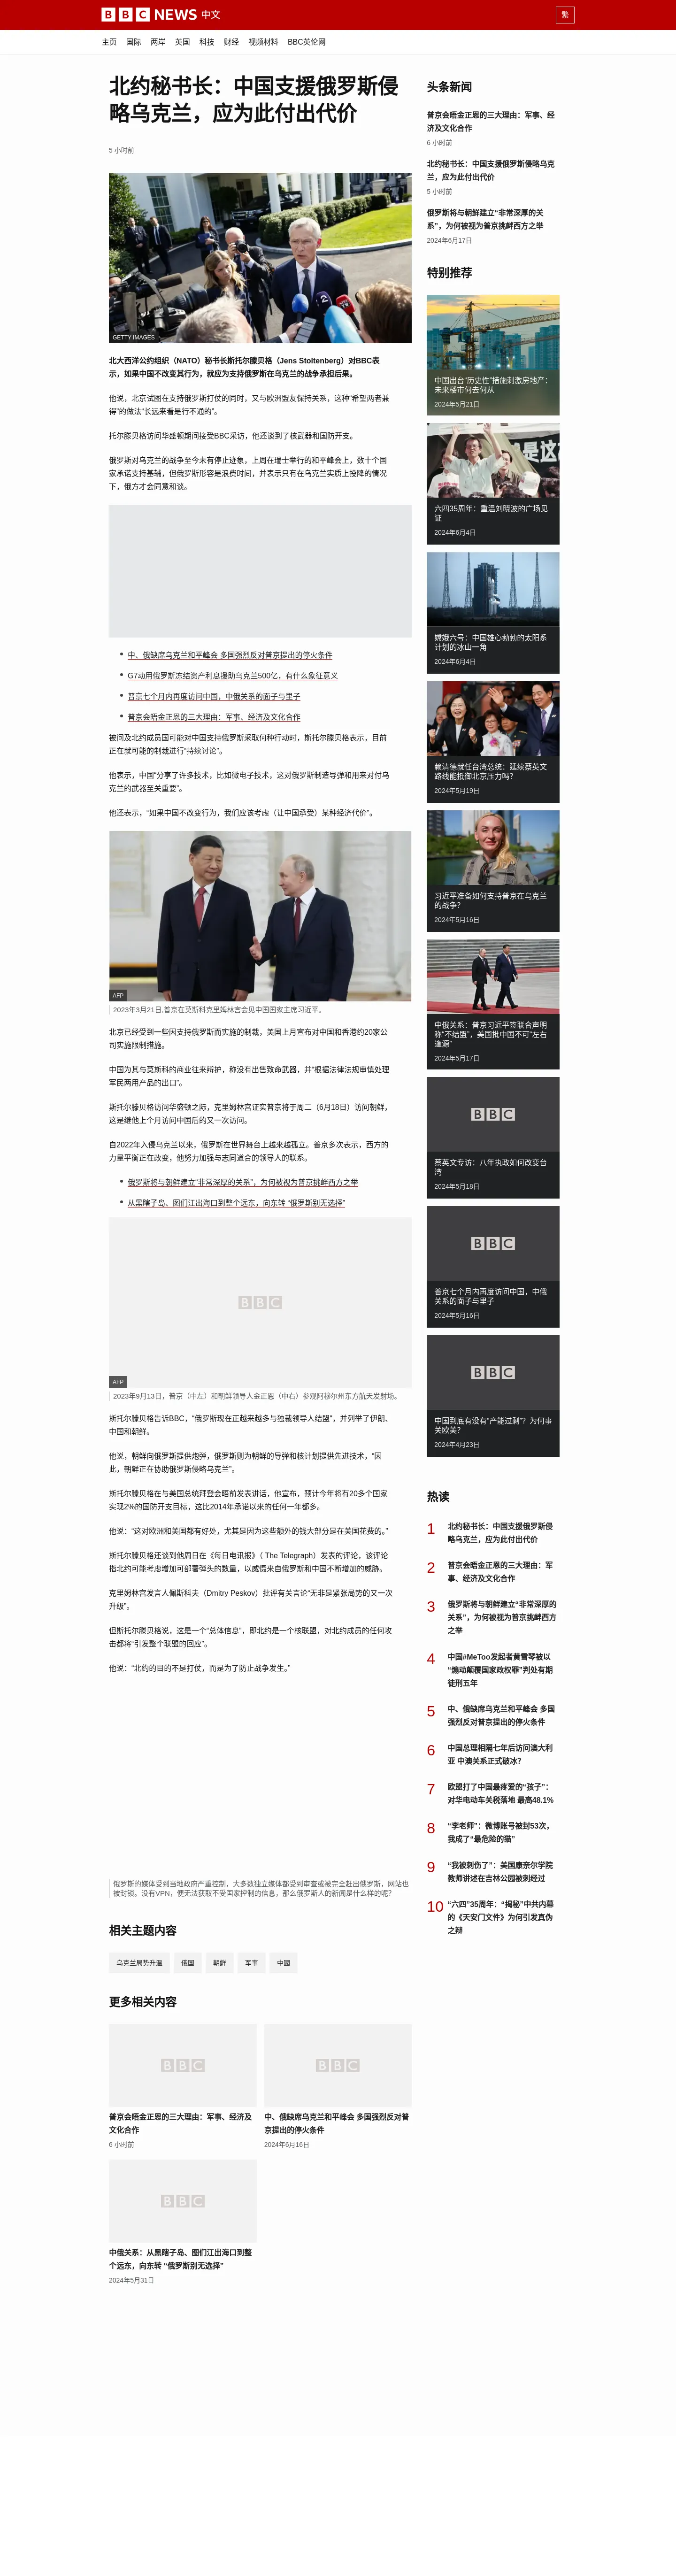 BBC NEWS 中文
繁
主页 国际 两岸 英国 科技 财经 视频材料 BBC英伦网
北约秘书长：中国支援俄罗斯侵
略乌克兰，应为此付出代价
5 小时前
GETTY IMAGES
北大西洋公约组织（NATO）秘书长斯托尔滕贝格（Jens Stoltenberg）对BBC表
示，如果中国不改变其行为，就应为支持俄罗斯在乌克兰的战争承担后果。
他说，北京试图在支持俄罗斯打仗的同时，又与欧洲盟友保持关系，这种“希望两者兼
得”的做法“长远来看是行不通的”。
托尔滕贝格访问华盛顿期间接受BBC采访，他还谈到了核武器和国防开支。
俄罗斯对乌克兰的战争至今未有停止迹象，上周在瑞士举行的和平峰会上，数十个国
家承诺支持基辅，但俄罗斯形容是浪费时间，并表示只有在乌克兰实质上投降的情况
下，俄方才会同意和谈。
中、俄缺席乌克兰和平峰会 多国强烈反对普京提出的停火条件
G7动用俄罗斯冻结资产利息援助乌克兰500亿，有什么象征意义
普京七个月内再度访问中国，中俄关系的面子与里子
普京会晤金正恩的三大理由：军事、经济及文化合作
被问及北约成员国可能对中国支持俄罗斯采取何种行动时，斯托尔滕贝格表示，目前
正在就可能的制裁进行“持续讨论”。
他表示，中国“分享了许多技术，比如微电子技术，这对俄罗斯制造导弹和用来对付乌
克兰的武器至关重要”。
他还表示，“如果中国不改变行为，我们应该考虑（让中国承受）某种经济代价”。
AFP
2023年3月21日,普京在莫斯科克里姆林宫会见中国国家主席习近平。
北京已经受到一些因支持俄罗斯而实施的制裁，美国上月宣布对中国和香港约20家公
司实施限制措施。
中国为其与莫斯科的商业往来辩护，称没有出售致命武器，并“根据法律法规审慎处理
军民两用产品的出口”。
斯托尔滕贝格访问华盛顿之际，克里姆林宫证实普京将于周二（6月18日）访问朝鲜，
这是继他上个月访问中国后的又一次访问。
自2022年入侵乌克兰以来，俄罗斯在世界舞台上越来越孤立。普京多次表示，西方的
力量平衡正在改变，他努力加强与志同道合的领导人的联系。
俄罗斯将与朝鲜建立“非常深厚的关系”，为何被视为普京挑衅西方之举
从黑瞎子岛、图们江出海口到整个远东，向东转 “俄罗斯别无选择”
BBC
AFP
2023年9月13日，普京（中左）和朝鲜领导人金正恩（中右）参观阿穆尔州东方航天发射场。
斯托尔滕贝格告诉BBC，“俄罗斯现在正越来越多与独裁领导人结盟”，并列举了伊朗、
中国和朝鲜。
他说，朝鲜向俄罗斯提供炮弹，俄罗斯则为朝鲜的导弹和核计划提供先进技术，“因
此，朝鲜正在协助俄罗斯侵略乌克兰”。
斯托尔滕贝格在与美国总统拜登会晤前发表讲话，他宣布，预计今年将有20多个国家
实现2%的国防开支目标，这比2014年承诺以来的任何一年都多。
他说：“这对欧洲和美国都有好处，尤其是因为这些额外的钱大部分是在美国花费的。”
斯托尔滕贝格还谈到他周日在《每日电讯报》（ The Telegraph）发表的评论，该评论
指北约可能考虑增加可部署弹头的数量，以威慑来自俄罗斯和中国不断增加的威胁。
克里姆林宫发言人佩斯科夫（Dmitry Peskov）批评有关言论“无非是紧张局势的又一次
升级”。
但斯托尔滕贝格说，这是一个“总体信息”，即北约是一个核联盟，对北约成员的任何攻
击都将“引发整个联盟的回应”。
他说：“北约的目的不是打仗，而是为了防止战争发生。”
俄罗斯的媒体受到当地政府严重控制，大多数独立媒体都受到审查或被完全赶出俄罗斯，网站也
被封锁。没有VPN，便无法获取不受国家控制的信息，那么俄罗斯人的新闻是什么样的呢？
相关主题内容
乌克兰局势升温 俄国 朝鲜 军事 中國
更多相关内容
BBC
BBC
普京会晤金正恩的三大理由：军事、经济及
文化合作
6 小时前
中、俄缺席乌克兰和平峰会 多国强烈反对普
京提出的停火条件
2024年6月16日
BBC
中俄关系：从黑瞎子岛、图们江出海口到整
个远东，向东转 “俄罗斯别无选择”
2024年5月31日
头条新闻
普京会晤金正恩的三大理由：军事、经
济及文化合作
6 小时前
北约秘书长：中国支援俄罗斯侵略乌克
兰，应为此付出代价
5 小时前
俄罗斯将与朝鲜建立“非常深厚的关
系”，为何被视为普京挑衅西方之举
2024年6月17日
特别推荐
中国出台“历史性”措施刺激房地产：
未来楼市何去何从
2024年5月21日
六四35周年：重温刘晓波的广场见
证
2024年6月4日
嫦娥六号：中国雄心勃勃的太阳系
计划的冰山一角
2024年6月4日
赖清德就任台湾总统：延续蔡英文
路线能抵御北京压力吗？
2024年5月19日
习近平准备如何支持普京在乌克兰
的战争？
2024年5月16日
中俄关系：普京习近平签联合声明
称“不结盟”，美国批中国不可“左右
逢源”
2024年5月17日
BBC
蔡英文专访：八年执政如何改变台
湾
2024年5月18日
BBC
普京七个月内再度访问中国，中俄
关系的面子与里子
2024年5月16日
BBC
中国到底有没有“产能过剩”？为何事
关欧美？
2024年4月23日
热读
1 北约秘书长：中国支援俄罗斯侵
略乌克兰，应为此付出代价
2 普京会晤金正恩的三大理由：军
事、经济及文化合作
3 俄罗斯将与朝鲜建立“非常深厚的
关系”，为何被视为普京挑衅西方
之举
4 中国#MeToo发起者黄雪琴被以
“煽动颠覆国家政权罪”判处有期
徒刑五年
5 中、俄缺席乌克兰和平峰会 多国
强烈反对普京提出的停火条件
6 中国总理相隔七年后访问澳大利
亚 中澳关系正式破冰？
7 欧盟打了中国最疼爱的“孩子”：
对华电动车关税落地 最高48.1%
8 “李老师”：微博账号被封53次，
我成了“最危险的猫”
9 “我被刺伤了”：美国康奈尔学院
教师讲述在吉林公园被刺经过
10 “六四”35周年：“揭秘”中共内幕
的《天安门文件》为何引发真伪
之辩